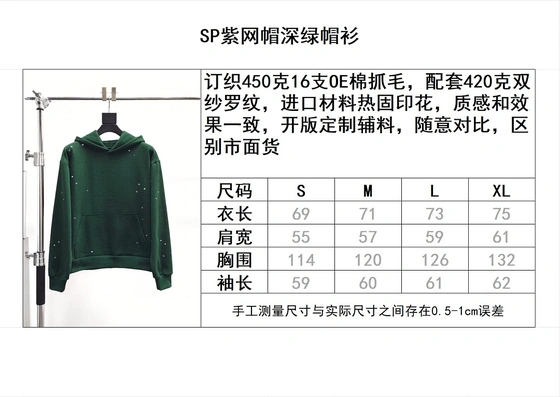 SP紫网帽深绿帽衫
订织450克16支OE棉抓毛，配套420克双
纱罗纹，进口材料热固印花，质感和效
果一致，开版定制辅料，随意对比，区
别市面货
尺码 S M L XL
衣长 69 71 73 75
肩宽 55 57 59 61
胸围 114 120 126 132
袖长 59 60 61 62
手工测量尺寸与实际尺寸之间存在0.5-1cm误差